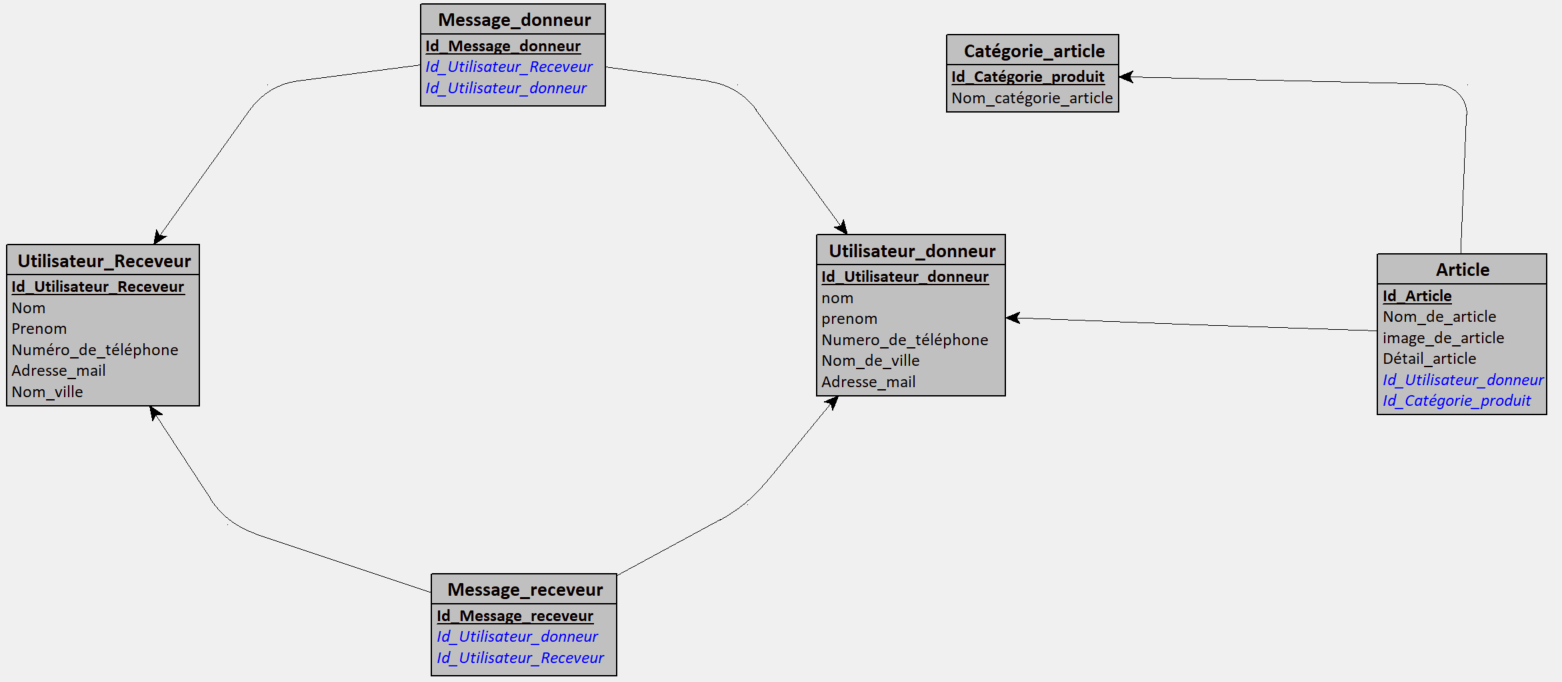 Message_donneur
Id_Message_donneur
Id_Utilisateur_Receveur
Id_Utilisateur_donneur
Catégorie_article
Id_Catégorie_produit
Nom_catégorie_article
Utilisateur_Receveur
Id_Utilisateur_Receveur
Nom
Prenom
Numéro_de_téléphone
Adresse_mail
Nom_ville
Utilisateur_donneur
Id_Utilisateur_donneur
nom
prenom
Numero_de_téléphone
Nom_de_ville
Adresse_mail
Article
Id_Article
Nom_de_article
image_de_article
Détail_article
Id_Utilisateur_donneur
Id_Catégorie_produit
Message_receveur
Id_Message_receveur
Id_Utilisateur_donneur
Id_Utilisateur_Receveur